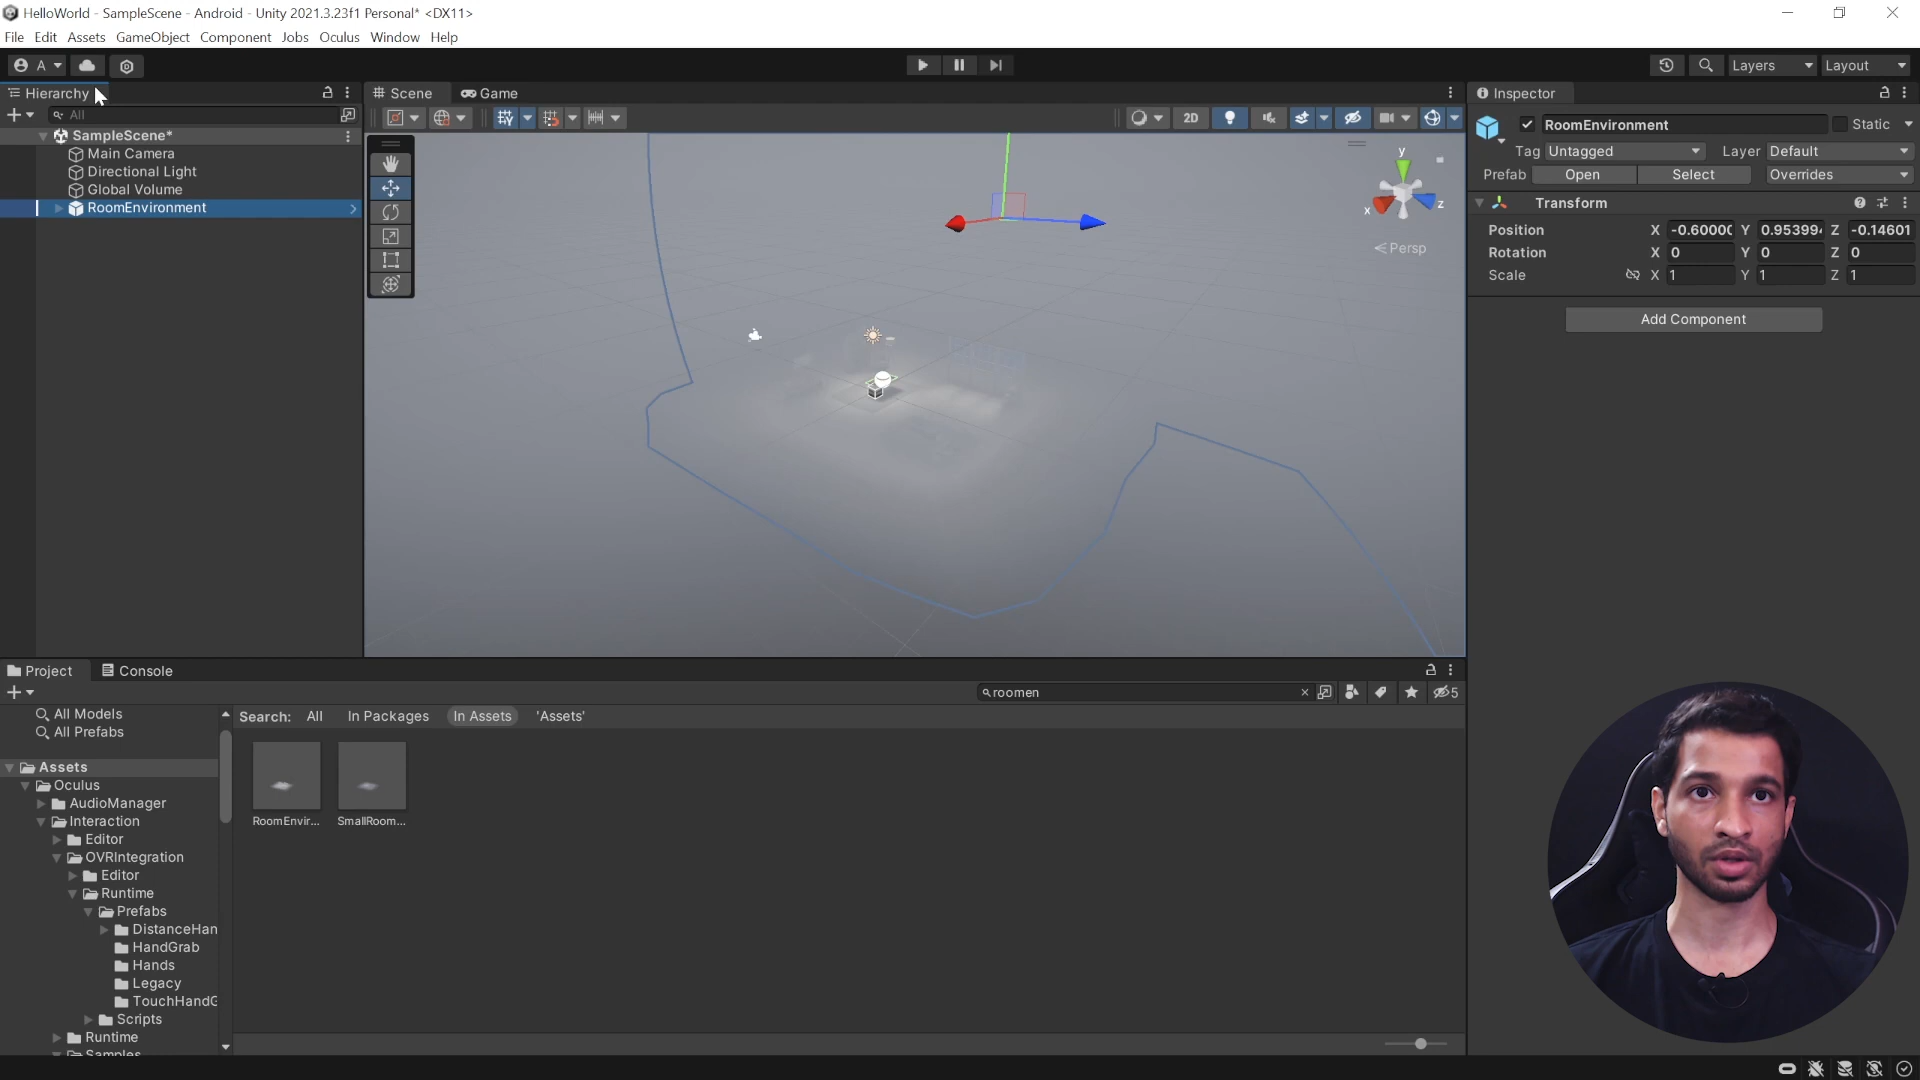 HelloWorld - SampleScene - Android - Unity 2021.3.23f1 Personal* <DX11>
File Edit Assets GameObject Component Jobs Oculus Window Help
A Layers Layout
Hierarchy
All
SampleScene*
Main Camera
Directional Light
Global Volume
RoomEnvironment
Scene Game
2D
y
x
z
Persp
Inspector
RoomEnvironment Static
Tag Untagged Layer Default
Prefab Open Select Overrides
Transform
Position X -0.6000( Y 0.95399 Z -0.14601
Rotation X 0 Y 0 Z 0
Scale X 1 Y 1 Z 1
Add Component
Project Console
roomen 5
All Models
All Prefabs
Assets
Oculus
AudioManager
Interaction
Editor
OVRIntegration
Editor
Runtime
Prefabs
DistanceHan
HandGrab
Hands
Legacy
TouchHandG
Scripts
Runtime
Samples
Search: All In Packages In Assets 'Assets'
RoomEnvir... SmallRoom...